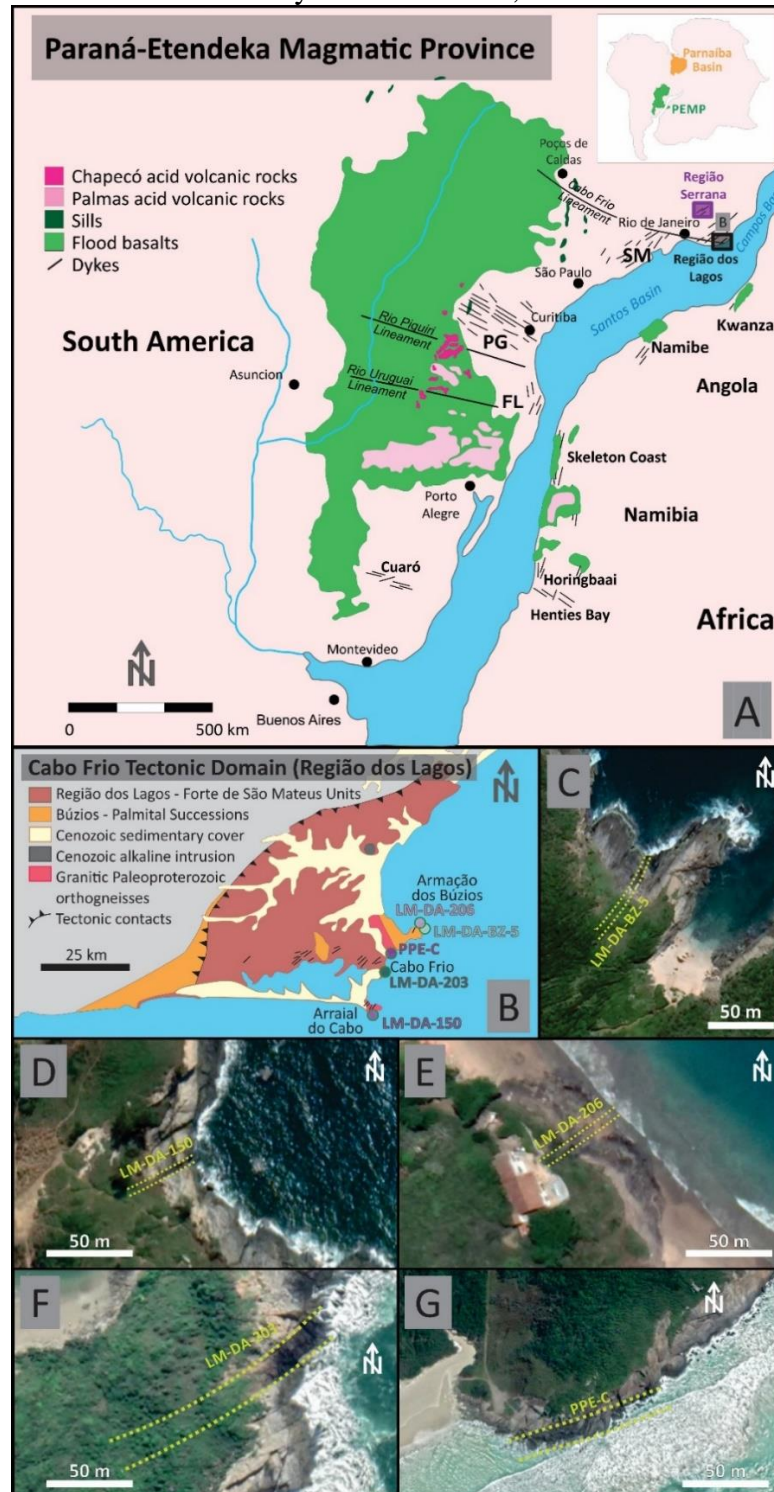 Paraná-Etendeka Magmatic Province
Parnaíba
Basin
PEMP
Chapecó acid volcanic rocks
Palmas acid volcanic rocks
Sills
Flood basalts
Dykes
Poços de
Caldas
Cabo Frio
Lineament
Região
Serrana
B
Rio de Janeiro
Região dos
Lagos
SM
São Paulo
Campos Ba
Santos Basin
Curitiba
PG
Rio Piquiri
Lineament
South America
Asuncion
Rio Uruguai
Lineament
FL
Kwanza
Namibe
Angola
Skeleton Coast
Porto
Alegre
Namibia
Cuaró
Horingbaai
Henties Bay
Africa
Montevideo
Buenos Aires
N
0
500 km
A
Cabo Frio Tectonic Domain (Região dos Lagos)
Região dos Lagos - Forte de São Mateus Units
Búzios - Palmital Successions
Cenozoic sedimentary cover
Cenozoic alkaline intrusion
Granitic Paleoproterozoic
orthogneisses
Tectonic contacts
25 km
N
Armação
dos Búzios
LM-DA-206
LM-DA-BZ-5
PPE-C
Cabo Frio
LM-DA-203
Arraial
do Cabo
LM-DA-150
B
C
N
LM-DA-BZ-5
50 m
D
N
LM-DA-150
50 m
E
N
LM-DA-206
50 m
F
N
50 m
G
N
PPE-C
50 m